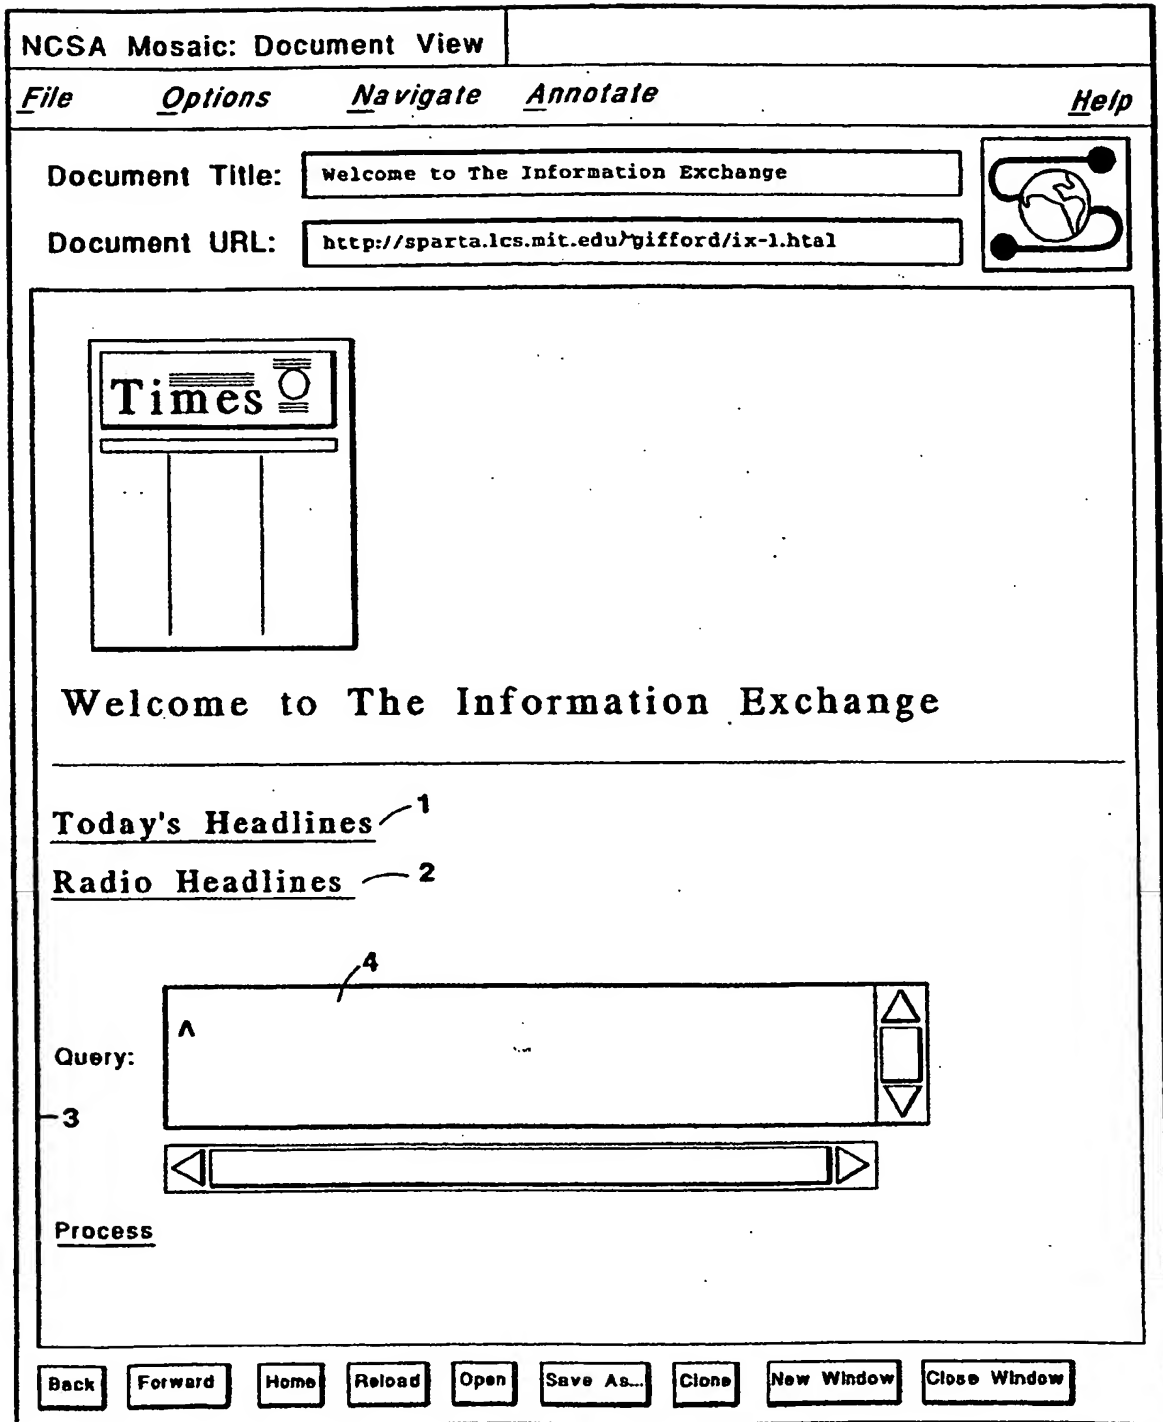 NCSA Mosaic: Document View
File Options Navigate Annotate Help
Document Title: Welcome to The Information Exchange
Document URL: http://sparta.lcs.mit.edu/~gifford/ix-1.htal
Times
Welcome to The Information Exchange
Today's Headlines 1
Radio Headlines 2
4
^
Query:
3
Process
Back Forward Home Reload Open Save As... Clone New Window Close Window